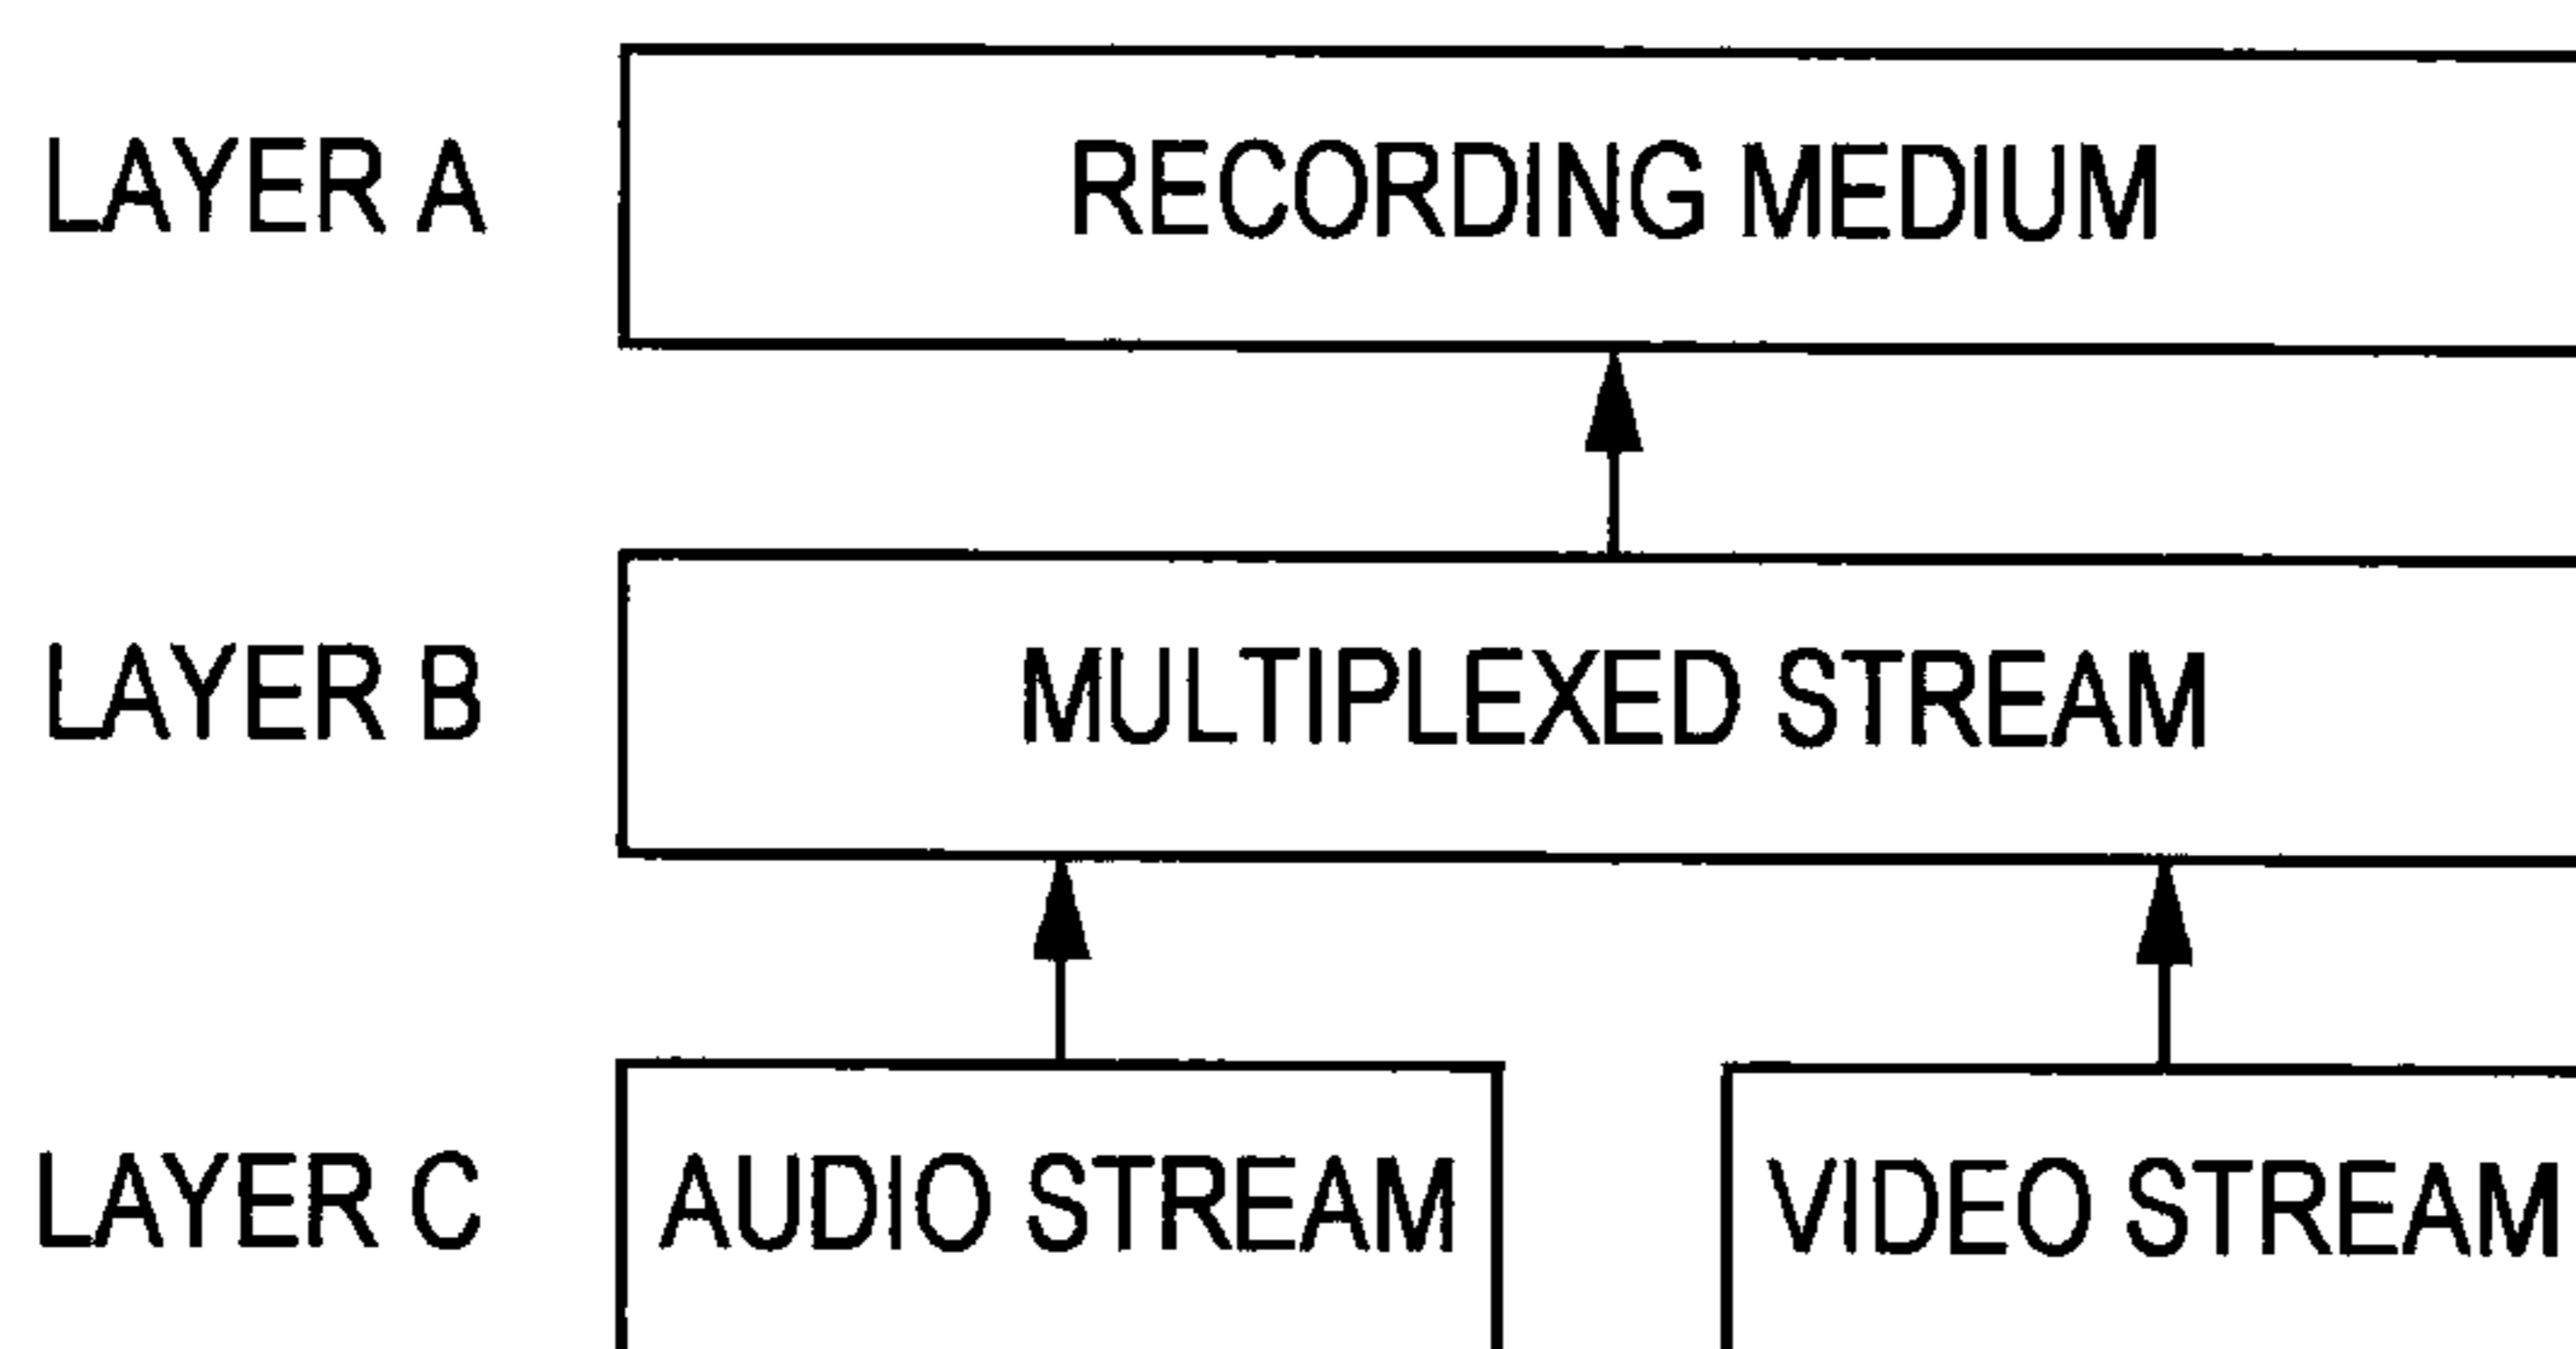 LAYER A
RECORDING MEDIUM
LAYER B
MULTIPLEXED STREAM
LAYER C
AUDIO STREAM
VIDEO STREAM